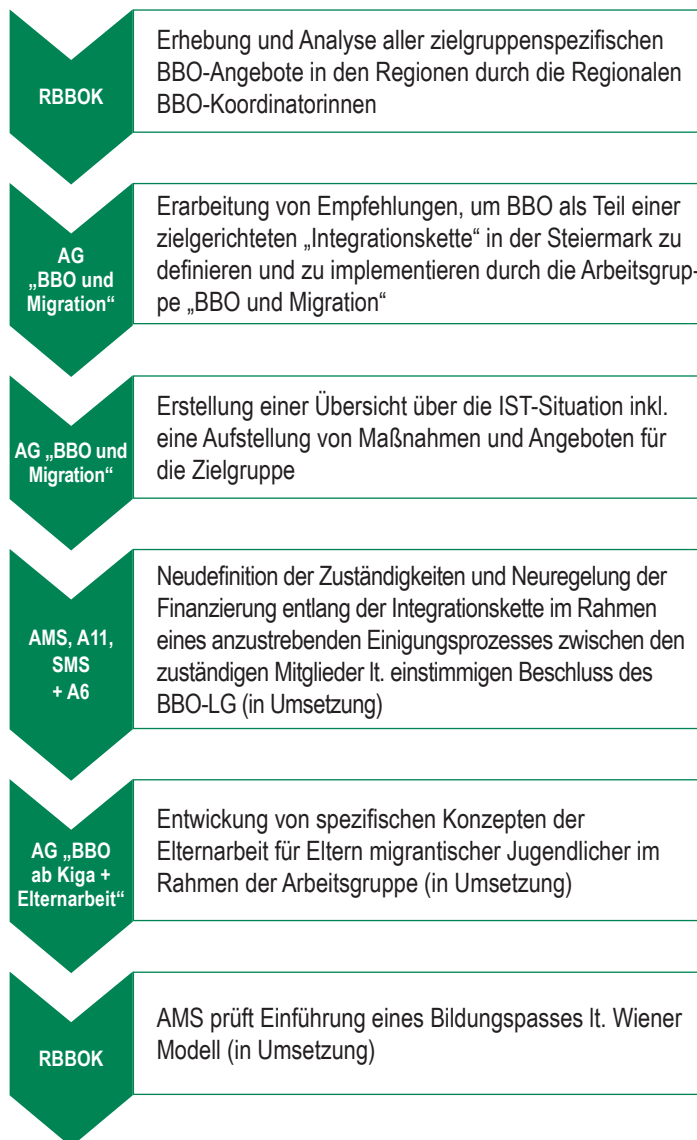 RBBOK
Erhebung und Analyse aller zielgruppenspezifischen
BBO-Angebote in den Regionen durch die Regionalen
BBO-Koordinatorinnen
AG
„BBO und
Migration“
Erarbeitung von Empfehlungen, um BBO als Teil einer
zielgerichteten „Integrationskette“ in der Steiermark zu
definieren und zu implementieren durch die Arbeitsgrup-
pe „BBO und Migration“
AG „BBO und
Migration“
Erstellung einer Übersicht über die IST-Situation inkl.
eine Aufstellung von Maßnahmen und Angeboten für
die Zielgruppe
AMS, A11,
SMS
+ A6
Neudefinition der Zuständigkeiten und Neuregelung der
Finanzierung entlang der Integrationskette im Rahmen
eines anzustrebenden Einigungsprozesses zwischen den
zuständigen Mitglieder lt. einstimmigen Beschluss des
BBO-LG (in Umsetzung)
AG „BBO
ab Kiga +
Elternarbeit“
Entwickung von spezifischen Konzepten der
Elternarbeit für Eltern migrantischer Jugendlicher im
Rahmen der Arbeitsgruppe (in Umsetzung)
RBBOK
AMS prüft Einführung eines Bildungspasses lt. Wiener
Modell (in Umsetzung)